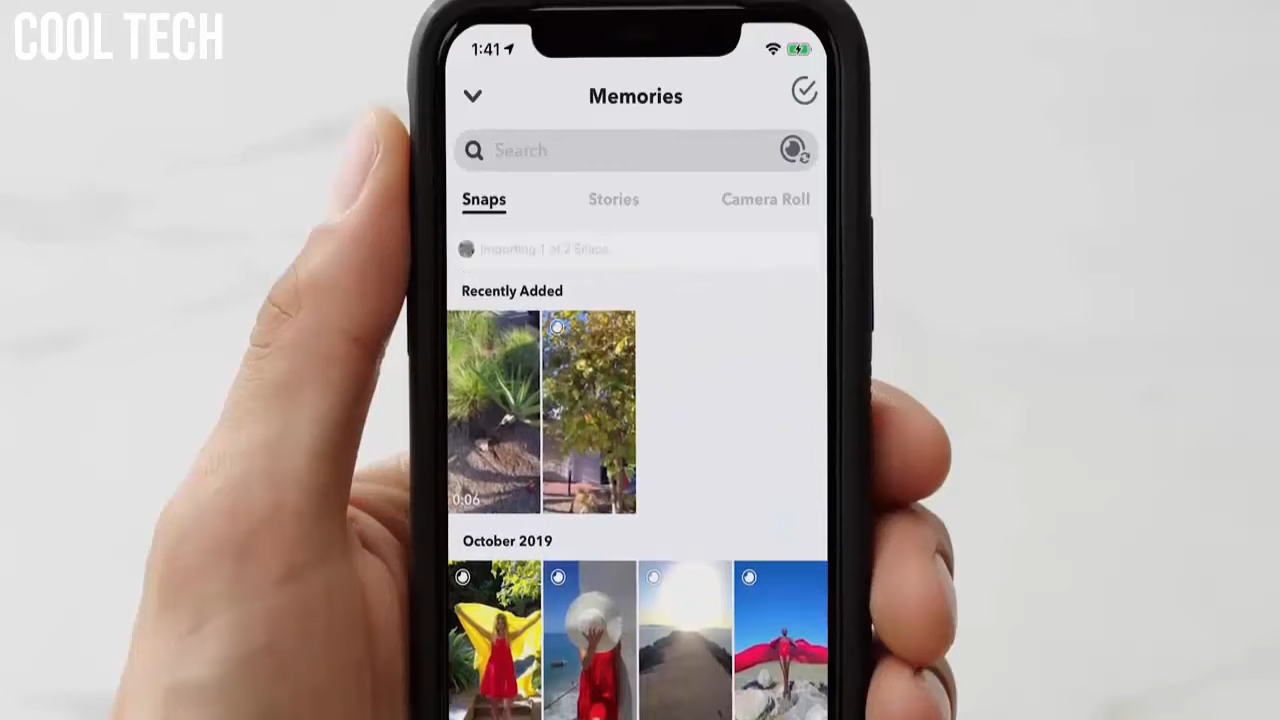 COOL TECH
1:41
Memories
Search
Snaps Stories Camera Roll
Importing 1 of 2 Snaps
Recently Added
0:06
October 2019